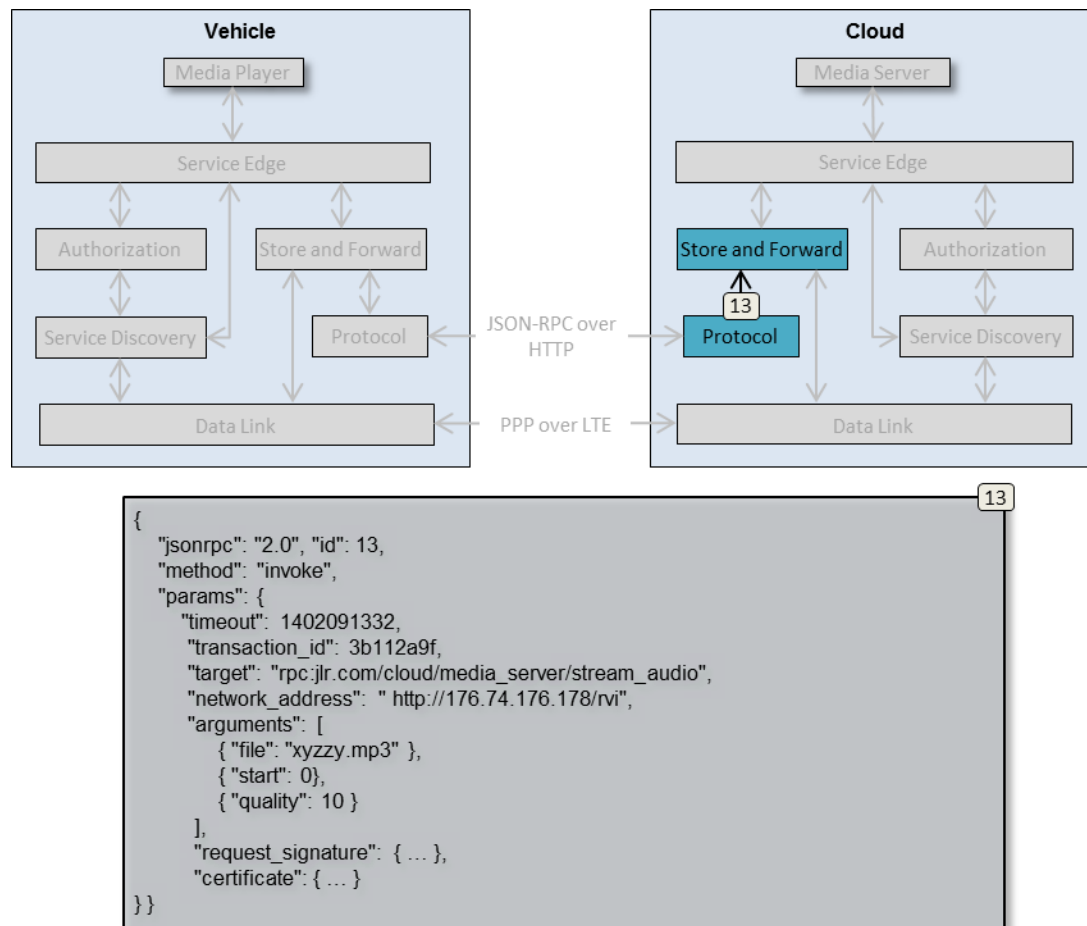 Vehicle
Media Player
Service Edge
Authorization
Store and Forward
Service Discovery
Protocol
Data Link
JSON-RPC over
HTTP
PPP over LTE
Cloud
Media Server
Service Edge
Store and Forward
Authorization
13
Protocol
Service Discovery
Data Link
13
{
"jsonrpc": "2.0", "id": 13,
"method": "invoke",
"params": {
"timeout": 1402091332,
"transaction_id": 3b112a9f,
"target": "rpc:jlr.com/cloud/media_server/stream_audio",
"network_address": " http://176.74.176.178/rvi",
"arguments": [
{ "file": "xyzzy.mp3" },
{ "start": 0},
{ "quality": 10 }
],
"request_signature": { … },
"certificate": { … }
} }